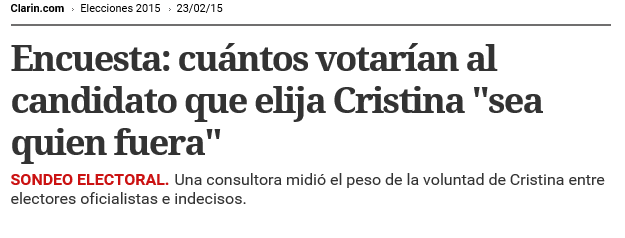 Clarin.com › Elecciones 2015 › 23/02/15
Encuesta: cuántos votarían al
candidato que elija Cristina "sea
quien fuera"
SONDEO ELECTORAL. Una consultora midió el peso de la voluntad de Cristina entre
electores oficialistas e indecisos.